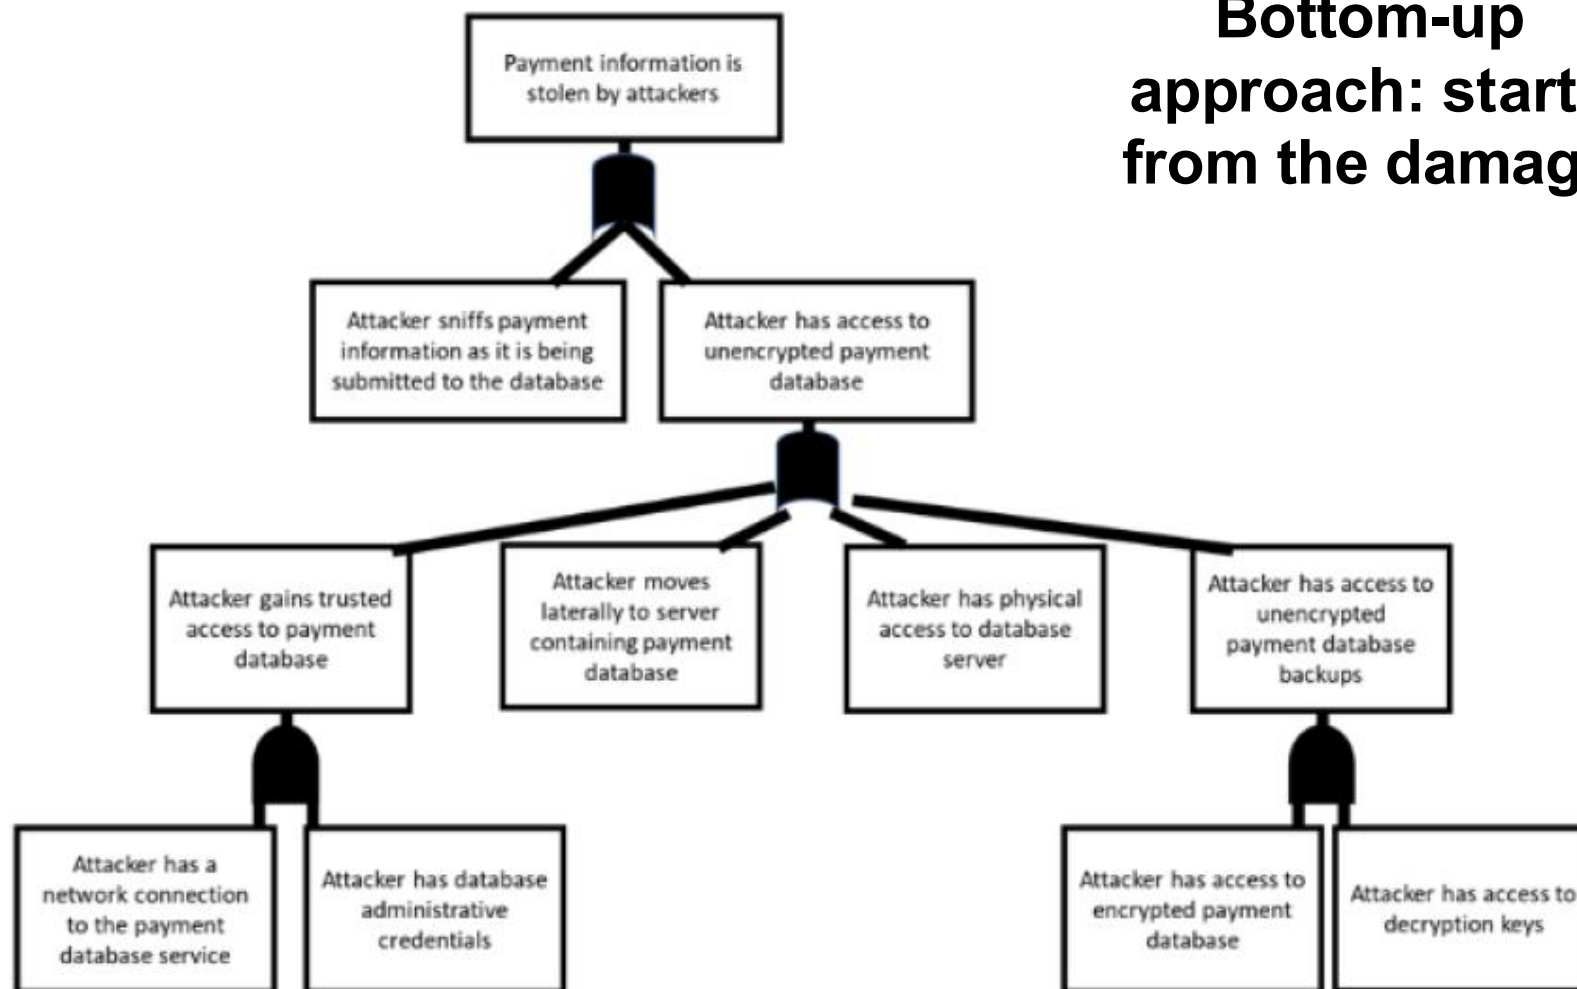 Bottom-up
approach: start
from the damag
Payment information is
stolen by attackers
Attacker sniffs payment
information as it is being
submitted to the database
Attacker has access to
unencrypted payment
database
Attacker gains trusted
access to payment
database
Attacker moves
laterally to server
containing payment
database
Attacker has physical
access to database
server
Attacker has access to
unencrypted
payment database
backups
Attacker has a
network connection
to the payment
database service
Attacker has database
administrative
credentials
Attacker has access to
encrypted payment
database
Attacker has access to
decryption keys